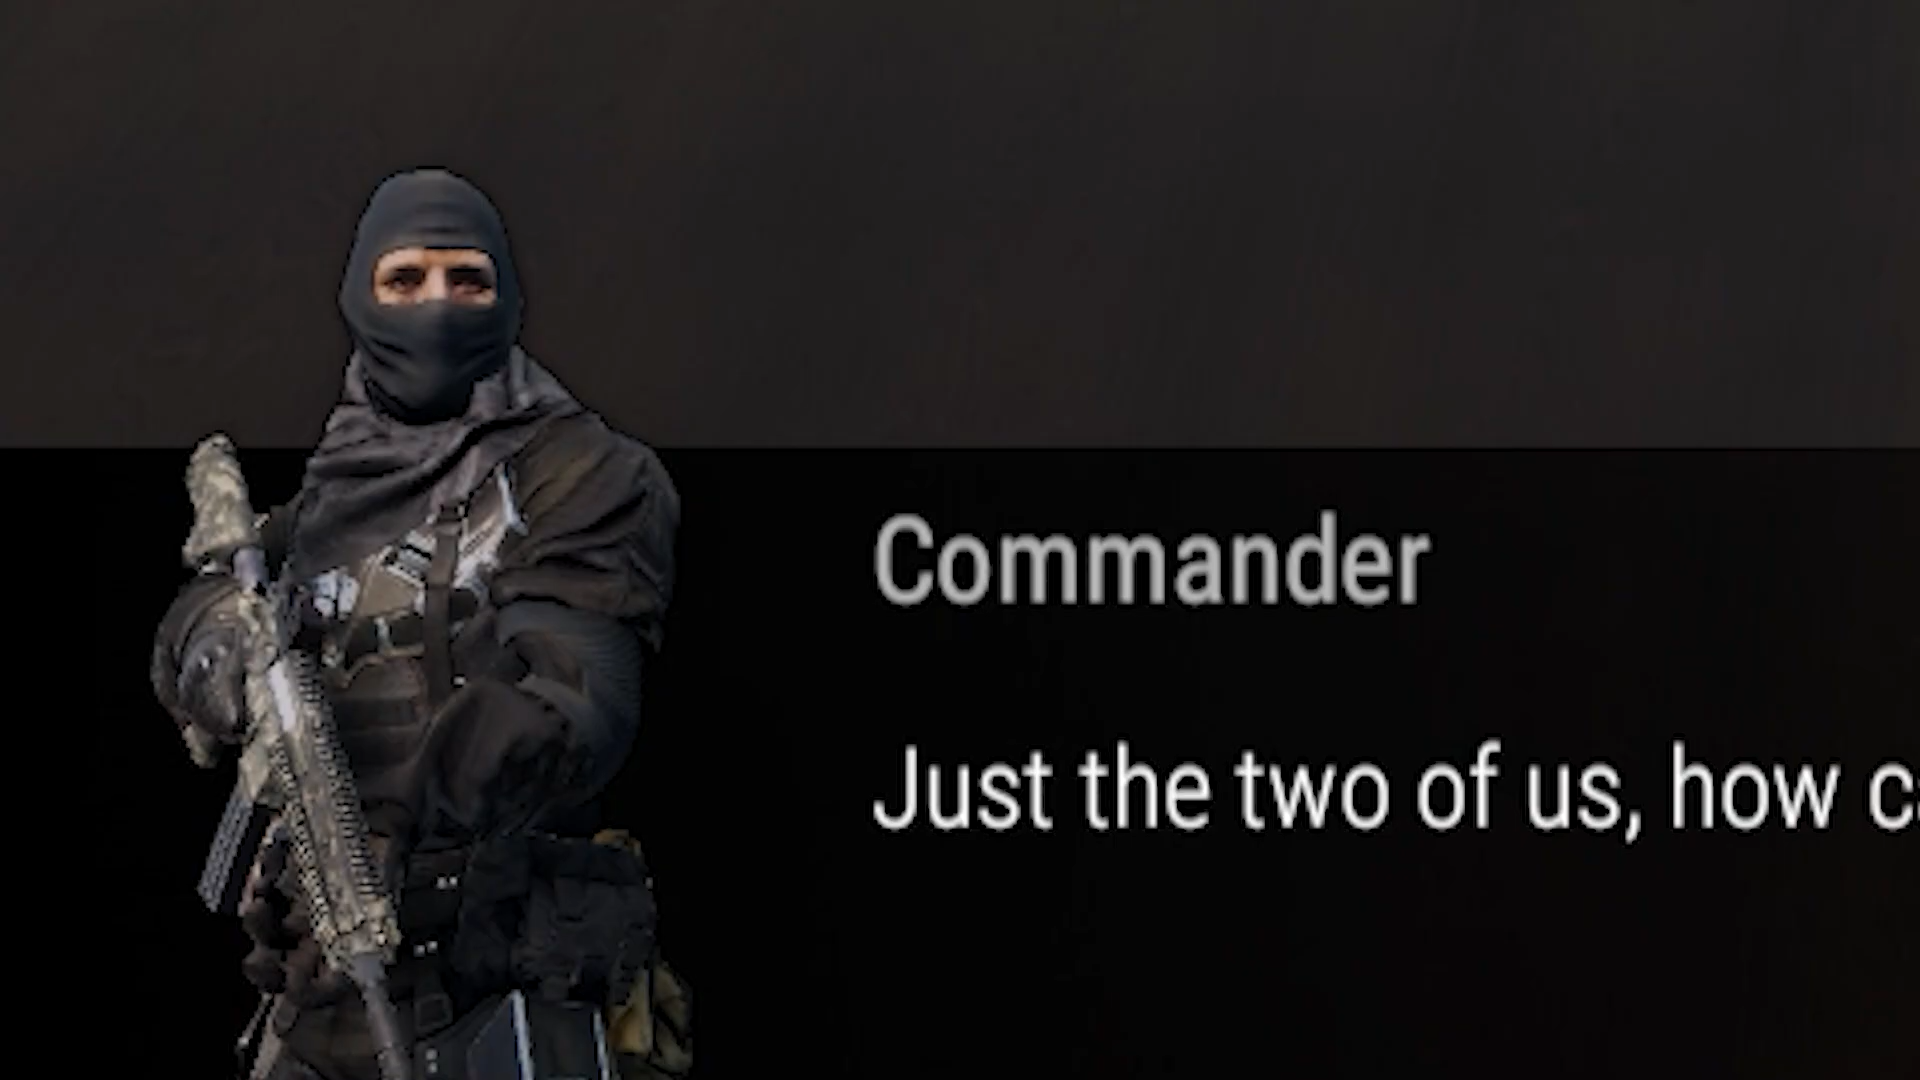 Commander
Just the two of us, how